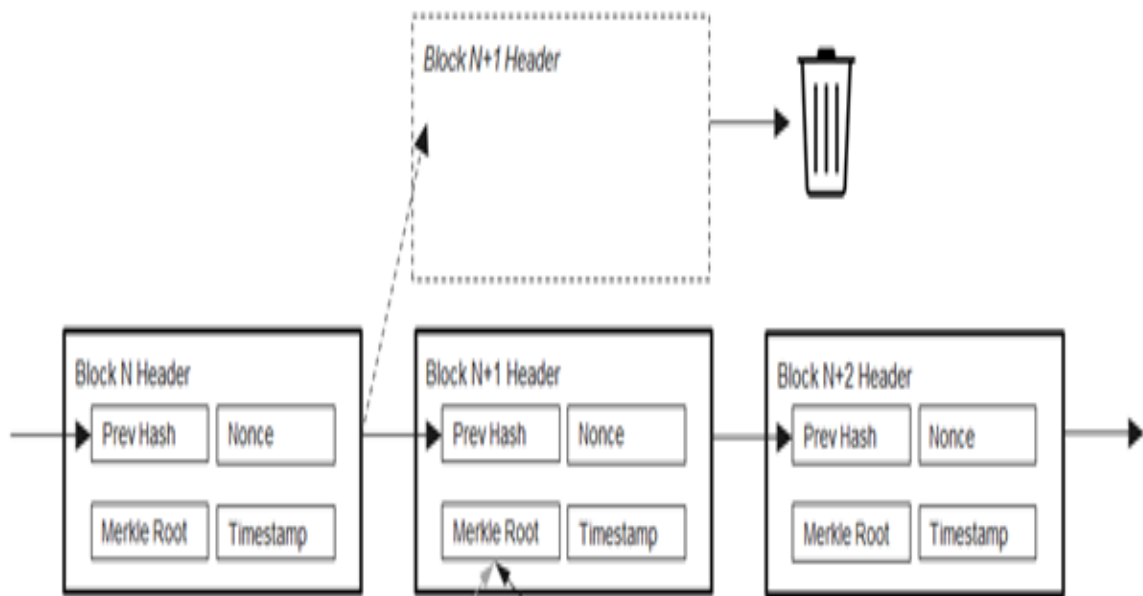 Block N+1 Header
Block N Header
Prev Hash
Nonce
Merkle Root
Timestamp
Block N+1 Header
Prev Hash
Nonce
Merkle Root
Timestamp
Block N+2 Header
Prev Hash
Nonce
Merkle Root
Timestamp